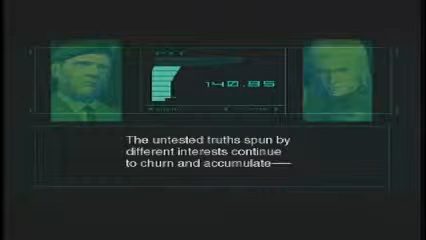 140.85
The untested truths spun by
different interests continue
to churn and accumulate——